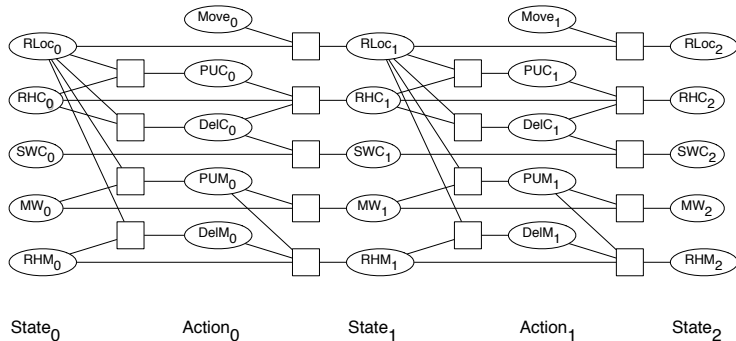 Move₀ Move₁
RLoc₀ RLoc₁ RLoc₂
PUC₀ PUC₁
RHC₀ RHC₁ RHC₂
DelC₀ DelC₁
SWC₀ SWC₁ SWC₂
PUM₀ PUM₁
MW₀ MW₁ MW₂
DelM₀ DelM₁
RHM₀ RHM₁ RHM₂
State₀ Action₀ State₁ Action₁ State₂